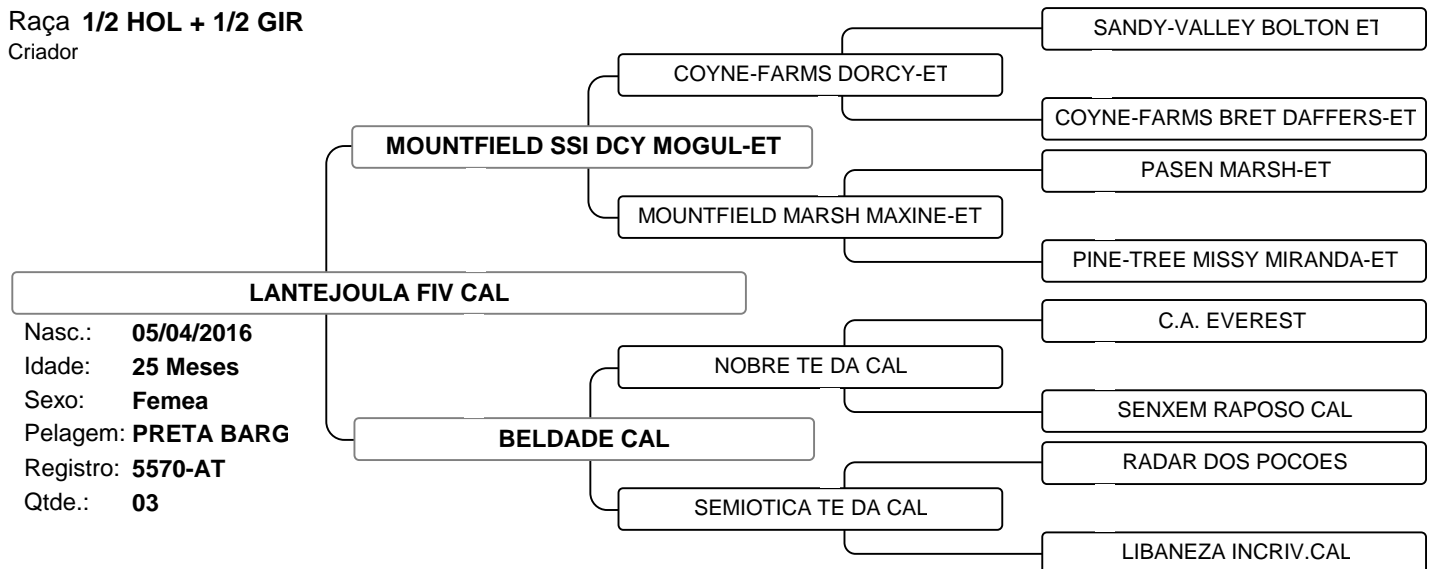 Raça 1/2 HOL + 1/2 GIR
Criador
SANDY-VALLEY BOLTON ET
COYNE-FARMS DORCY-ET
COYNE-FARMS BRET DAFFERS-ET
MOUNTFIELD SSI DCY MOGUL-ET
PASEN MARSH-ET
MOUNTFIELD MARSH MAXINE-ET
PINE-TREE MISSY MIRANDA-ET
LANTEJOULA FIV CAL
Nasc.: 05/04/2016
Idade: 25 Meses
Sexo: Femea
Pelagem: PRETA BARG
Registro: 5570-AT
Qtde.: 03
C.A. EVEREST
NOBRE TE DA CAL
SENXEM RAPOSO CAL
BELDADE CAL
RADAR DOS POCOES
SEMIOTICA TE DA CAL
LIBANEZA INCRIV.CAL